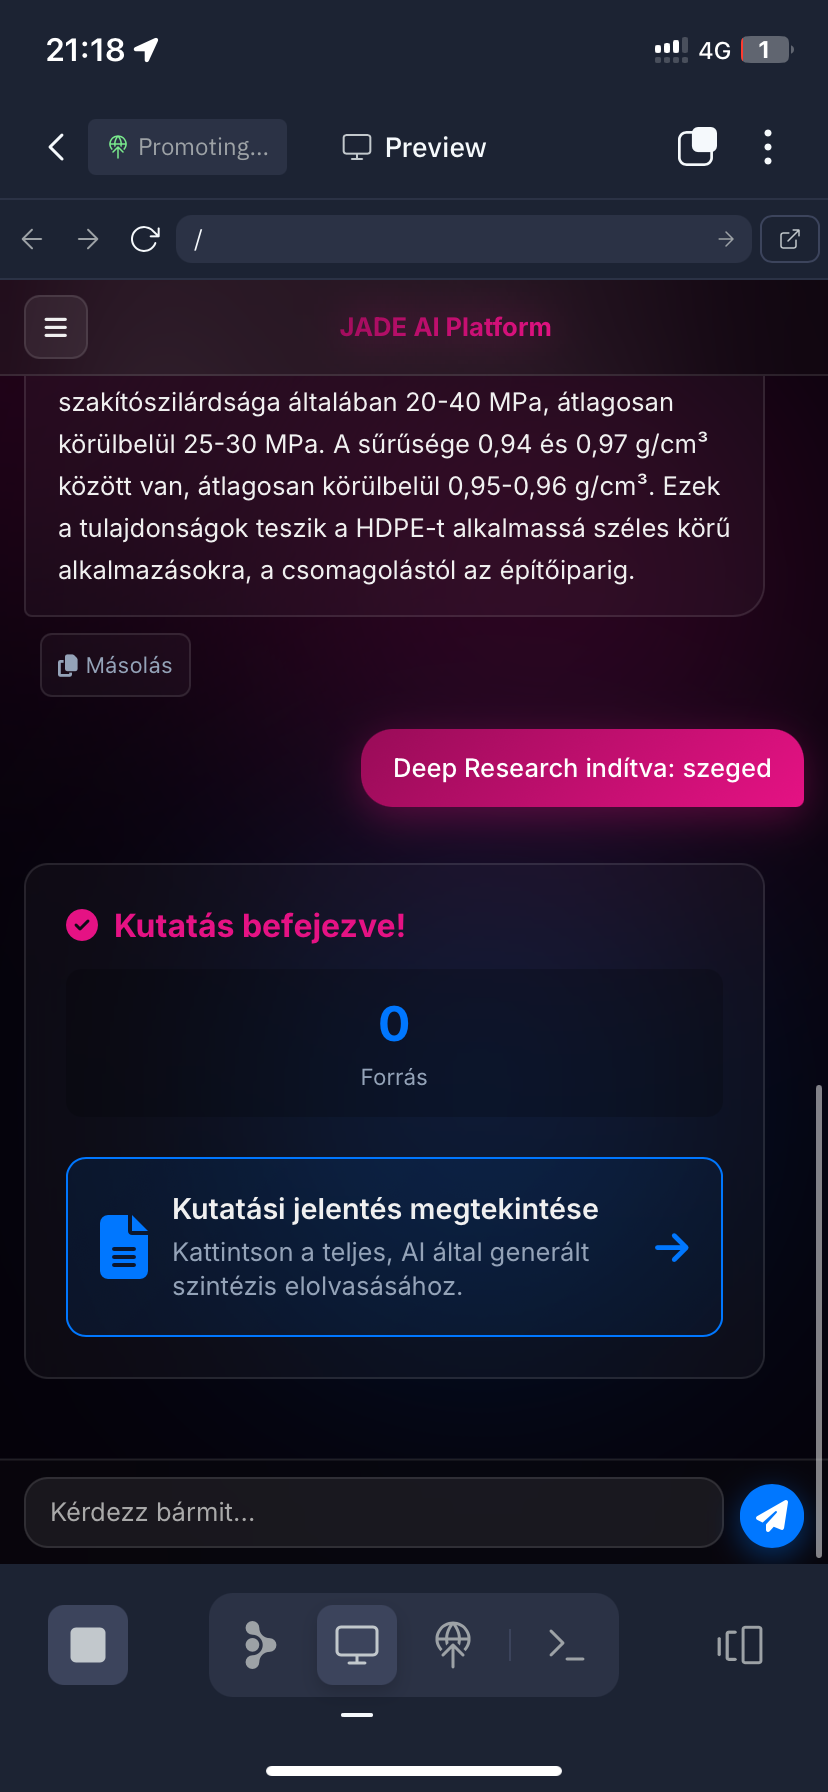 21:18
4G
1
Promoting...
Preview
/
JADE AI Platform
szakítószilárdsága általában 20-40 MPa, átlagosan
körülbelül 25-30 MPa. A sűrűsége 0,94 és 0,97 g/cm³
között van, átlagosan körülbelül 0,95-0,96 g/cm³. Ezek
a tulajdonságok teszik a HDPE-t alkalmassá széles körű
alkalmazásokra, a csomagolástól az építőiparig.
Másolás
Deep Research indítva: szeged
Kutatás befejezve!
0
Forrás
Kutatási jelentés megtekintése
Kattintson a teljes, AI által generált
szintézis elolvasásához.
Kérdezz bármit...